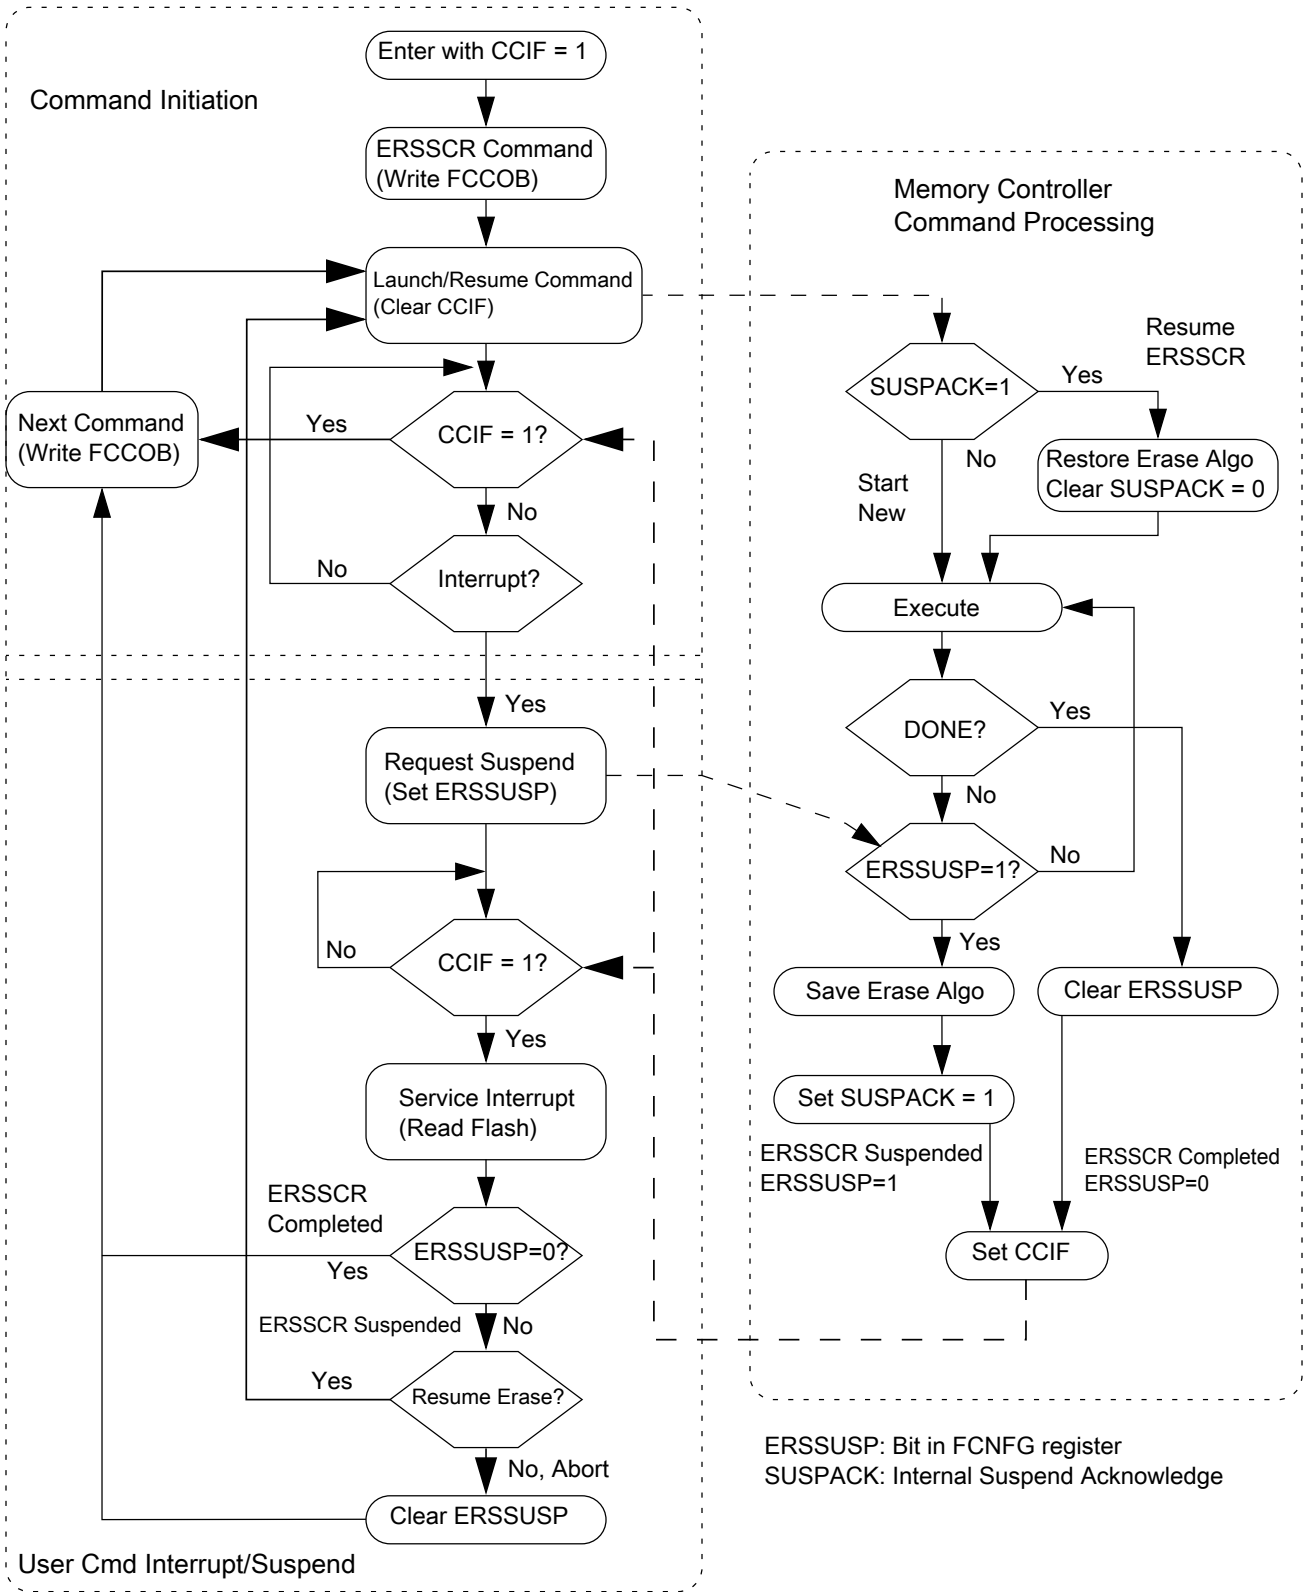 Enter with CCIF = 1
Command Initiation
ERSSCR Command
(Write FCCOB)
Launch/Resume Command
(Clear CCIF)
Next Command
(Write FCCOB)
Yes
CCIF = 1?
No
No
Interrupt?
Yes
Request Suspend
(Set ERSSUSP)
No
CCIF = 1?
Yes
Service Interrupt
(Read Flash)
ERSSCR
Completed
ERSSUSP=0?
Yes
ERSSCR Suspended
No
Yes
Resume Erase?
No, Abort
Clear ERSSUSP
User Cmd Interrupt/Suspend
Memory Controller
Command Processing
Resume
ERSSCR
SUSPACK=1
Yes
No
Restore Erase Algo
Clear SUSPACK = 0
Start
New
Execute
DONE?
Yes
No
ERSSUSP=1?
No
Yes
Save Erase Algo
Clear ERSSUSP
Set SUSPACK = 1
ERSSCR Suspended
ERSSUSP=1
ERSSCR Completed
ERSSUSP=0
Set CCIF
ERSSUSP: Bit in FCNFG register
SUSPACK: Internal Suspend Acknowledge